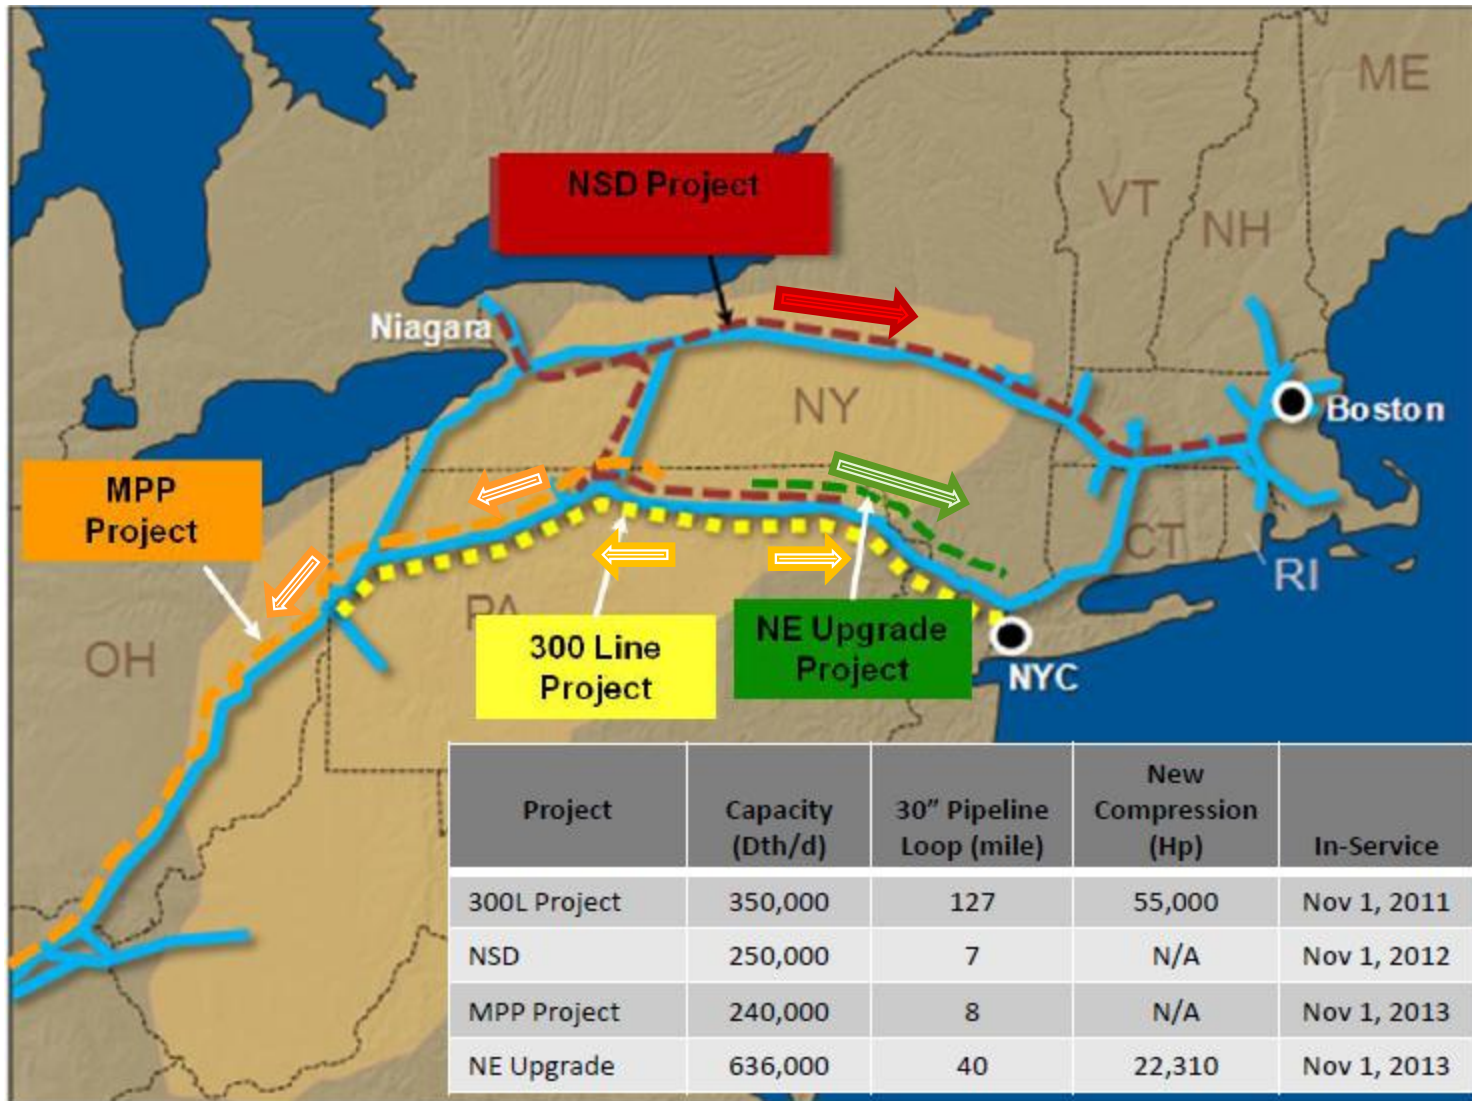 ME
NSD Project
VT
NH
Niagara
NY
Boston
MPP
Project
CT
RI
PA
OH
300 Line
Project
NE Upgrade
Project
NYC
Project
Capacity
(Dth/d)
30” Pipeline
Loop (mile)
New
Compression
(Hp)
In-Service
300L Project 350,000 127 55,000 Nov 1, 2011
NSD 250,000 7 N/A Nov 1, 2012
MPP Project 240,000 8 N/A Nov 1, 2013
NE Upgrade 636,000 40 22,310 Nov 1, 2013